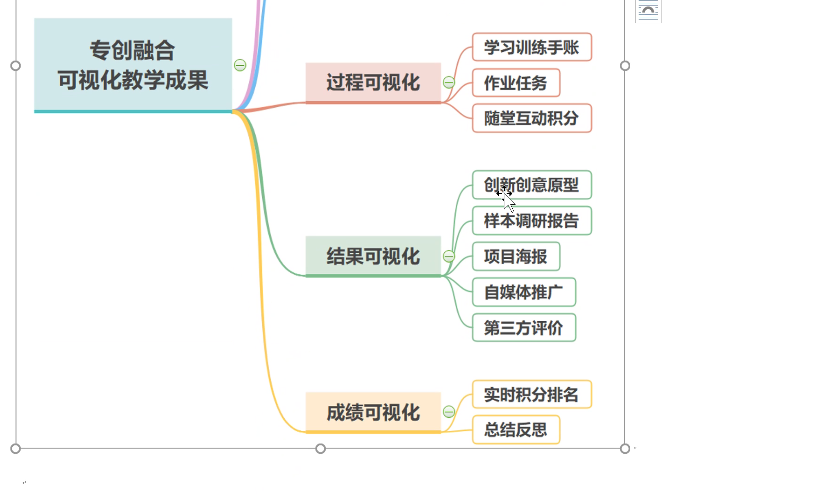 专创融合
可视化教学成果
过程可视化
学习训练手账
作业任务
随堂互动积分
结果可视化
创新创意原型
样本调研报告
项目海报
自媒体推广
第三方评价
成绩可视化
实时积分排名
总结反思